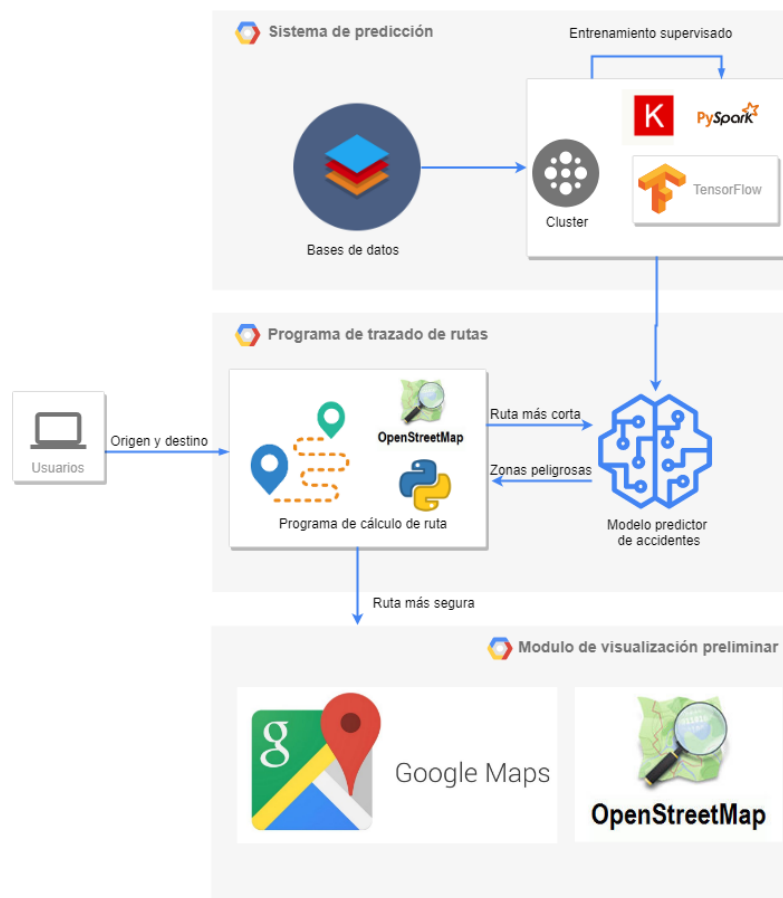 Sistema de predicción
Entrenamiento supervisado
K
PySpark
TensorFlow
Cluster
Bases de datos
Programa de trazado de rutas
Usuarios
Origen y destino
OpenStreetMap
Programa de cálculo de ruta
Ruta más corta
Zonas peligrosas
Modelo predictor
de accidentes
Ruta más segura
Modulo de visualización preliminar
g
Google Maps
OpenStreetMap